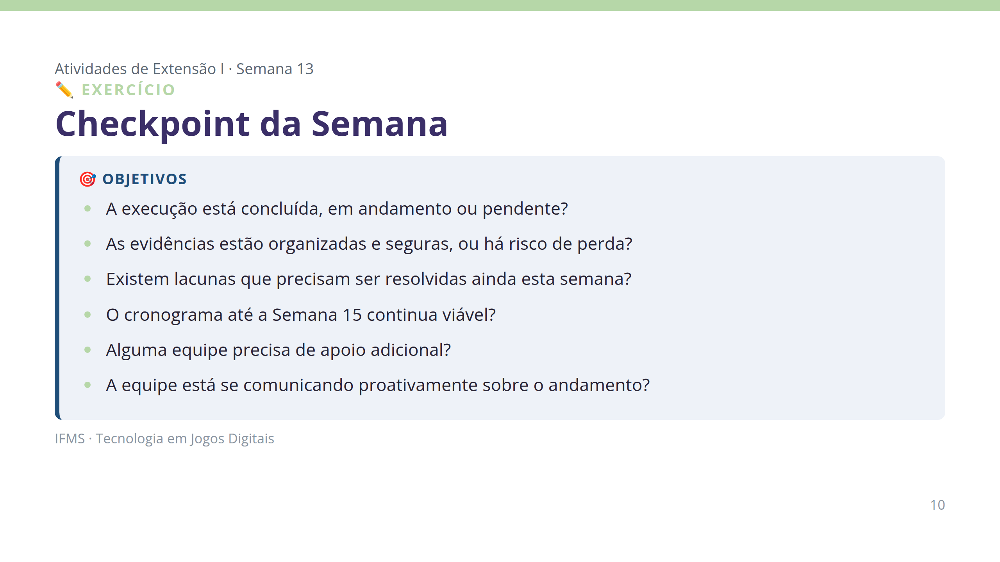 Atividades de Extensão I · Semana 13
✏️ EXERCÍCIO
Checkpoint da Semana
🎯 OBJETIVOS
• A execução está concluída, em andamento ou pendente?
• As evidências estão organizadas e seguras, ou há risco de perda?
• Existem lacunas que precisam ser resolvidas ainda esta semana?
• O cronograma até a Semana 15 continua viável?
• Alguma equipe precisa de apoio adicional?
• A equipe está se comunicando proativamente sobre o andamento?
IFMS · Tecnologia em Jogos Digitais
10